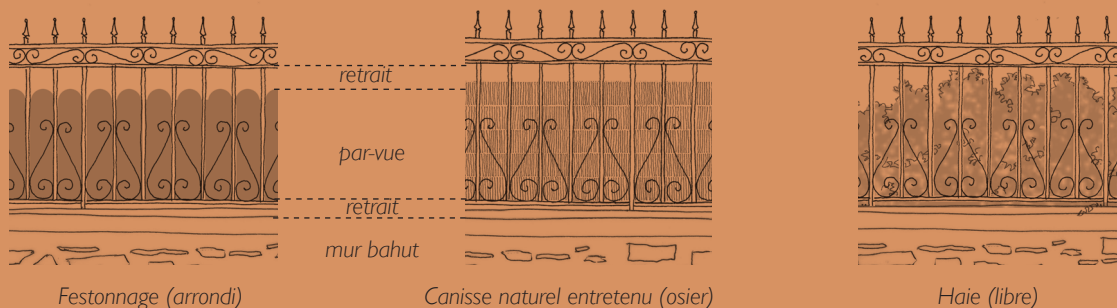 retrait
par-vue
retrait
mur bahut
Festonnage (arrondi)
Canisse naturel entretenu (osier)
Haie (libre)